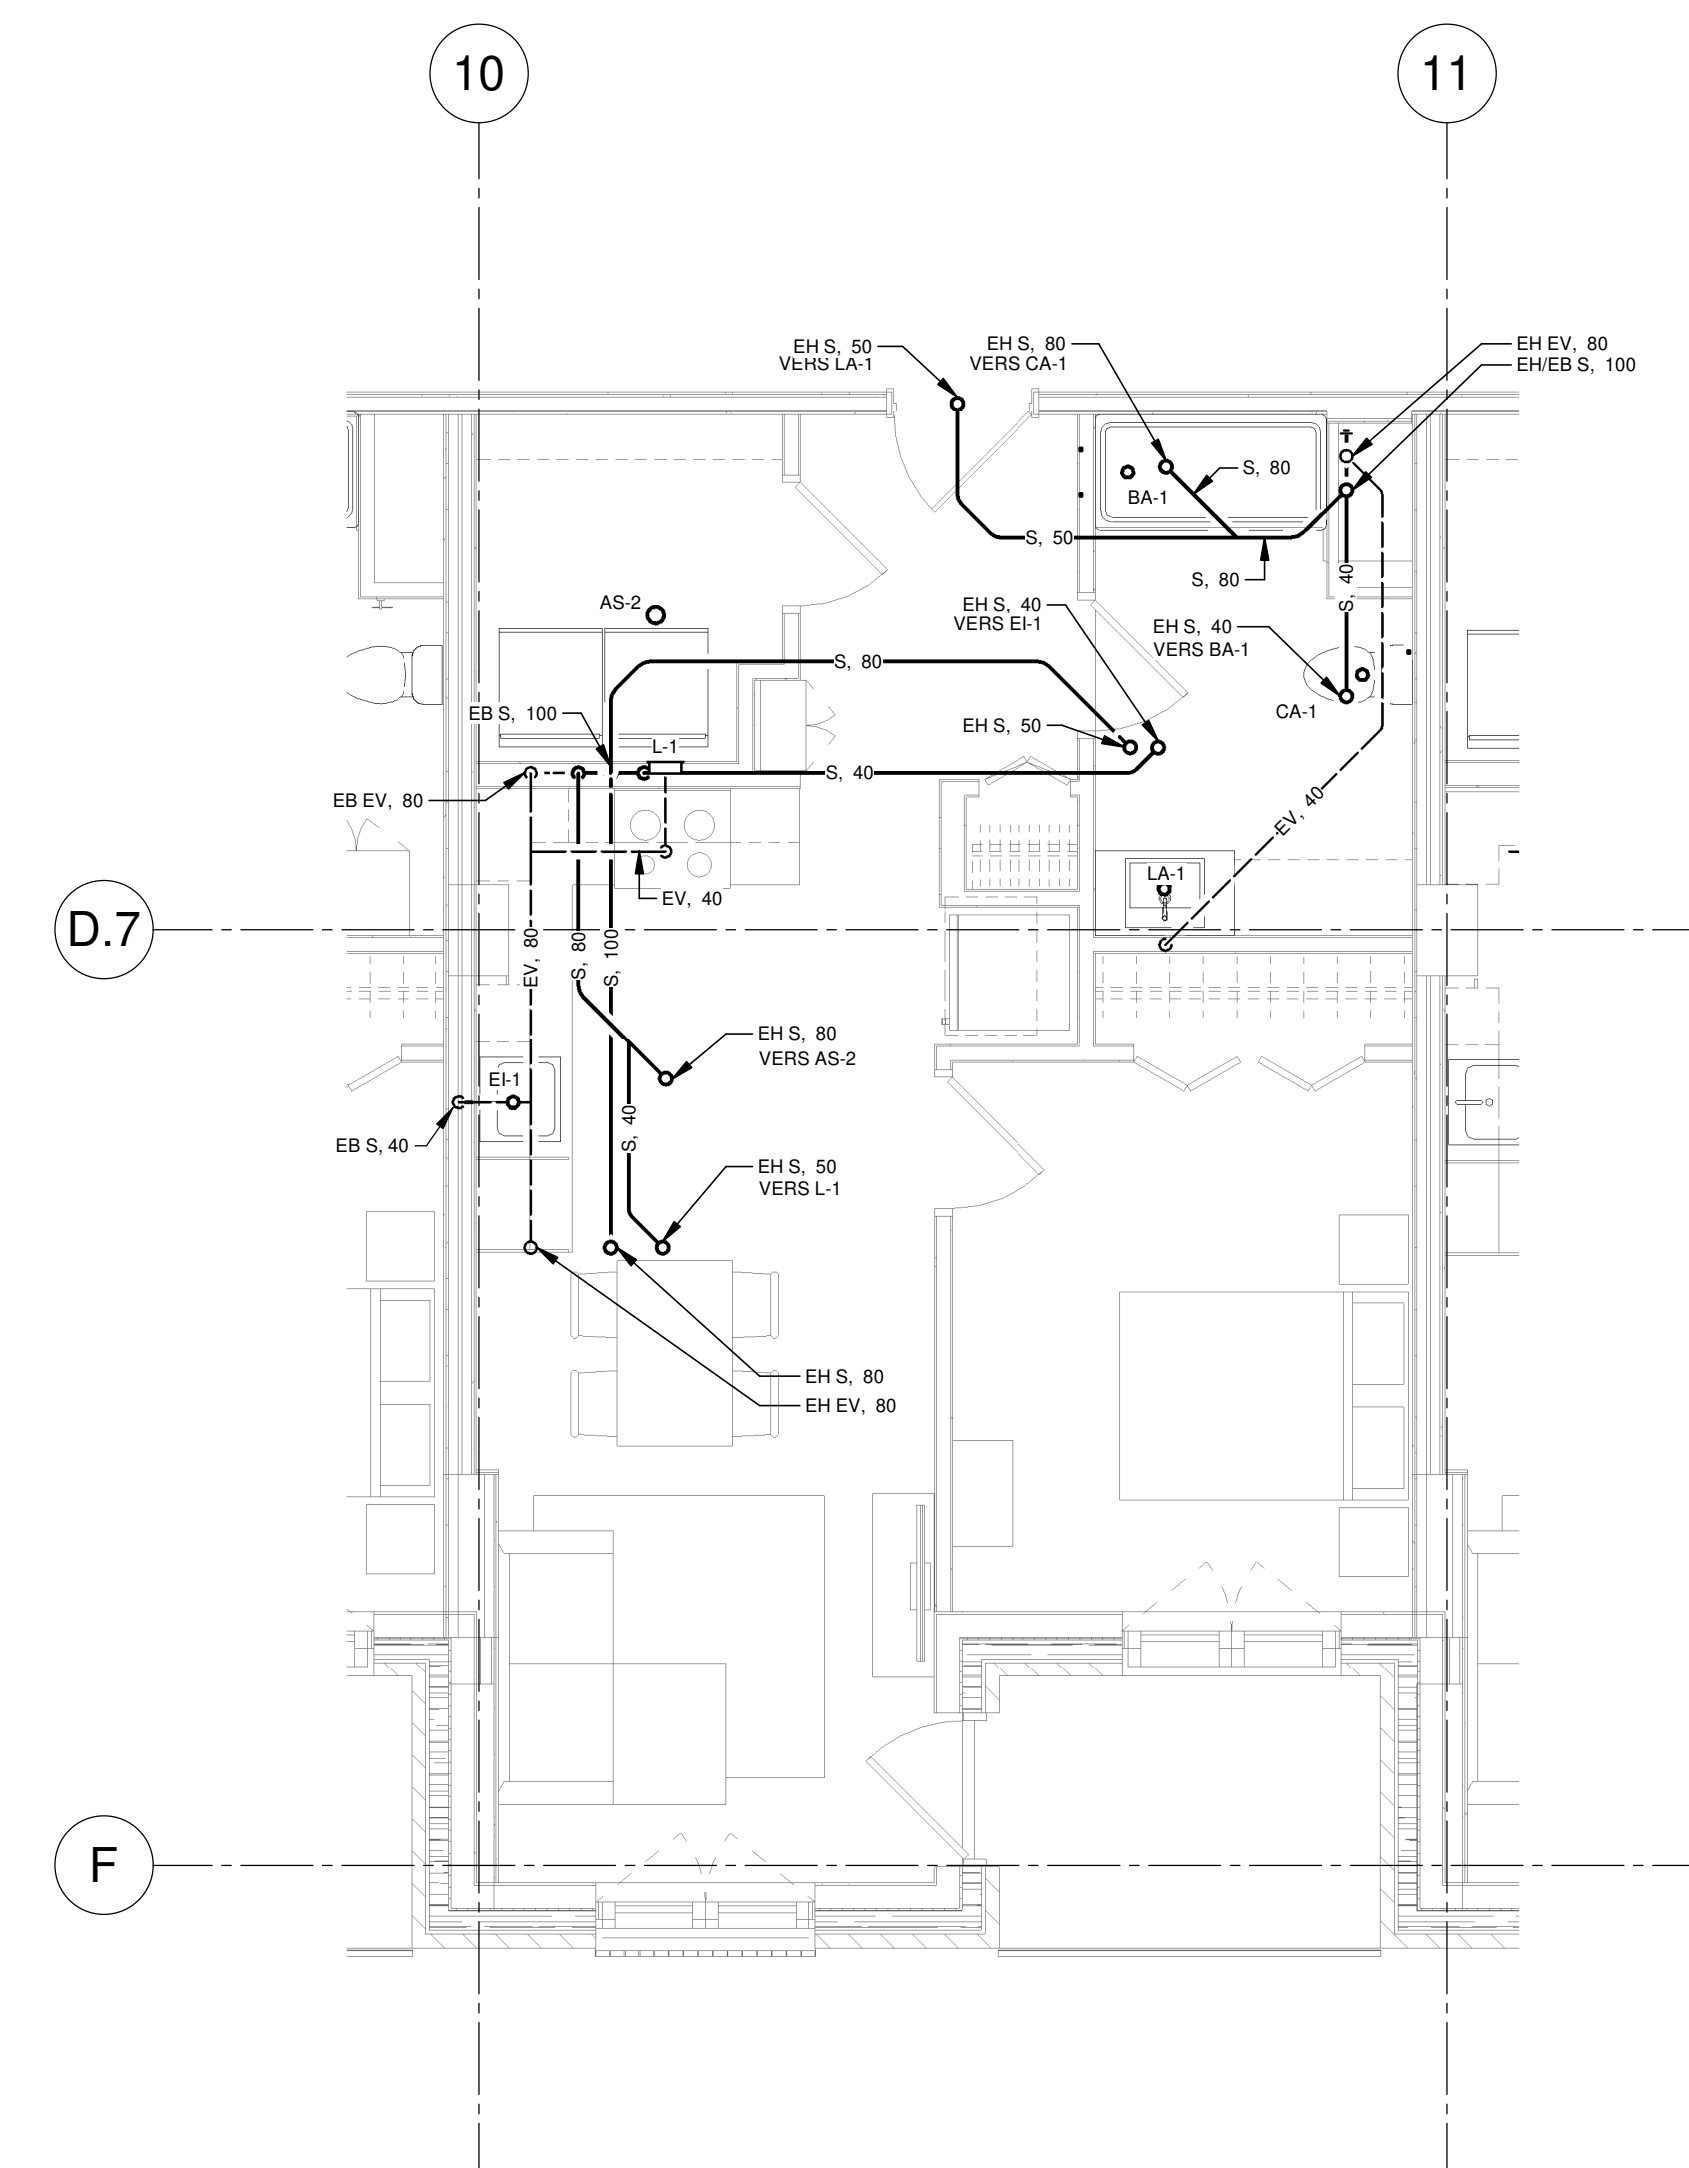 10
11
EH S, 50
VERS LA-1
EH S, 80
VERS CA-1
EH EV, 80
EH/EB S, 100
S, 80
BA-1
S, 50
S, 80
S, 40
AS-2
EH S, 40
VERS EI-1
EH S, 40
VERS BA-1
S, 80
CA-1
EB S, 100
EH S, 50
L-1
S, 40
EB EV, 80
EV, 40
LA-1
EV, 40
D.7
EV, 80
S, 80
S, 100
EH S, 80
VERS AS-2
EI-1
S, 40
EB S, 40
EH S, 50
VERS L-1
EH S, 80
EH EV, 80
F